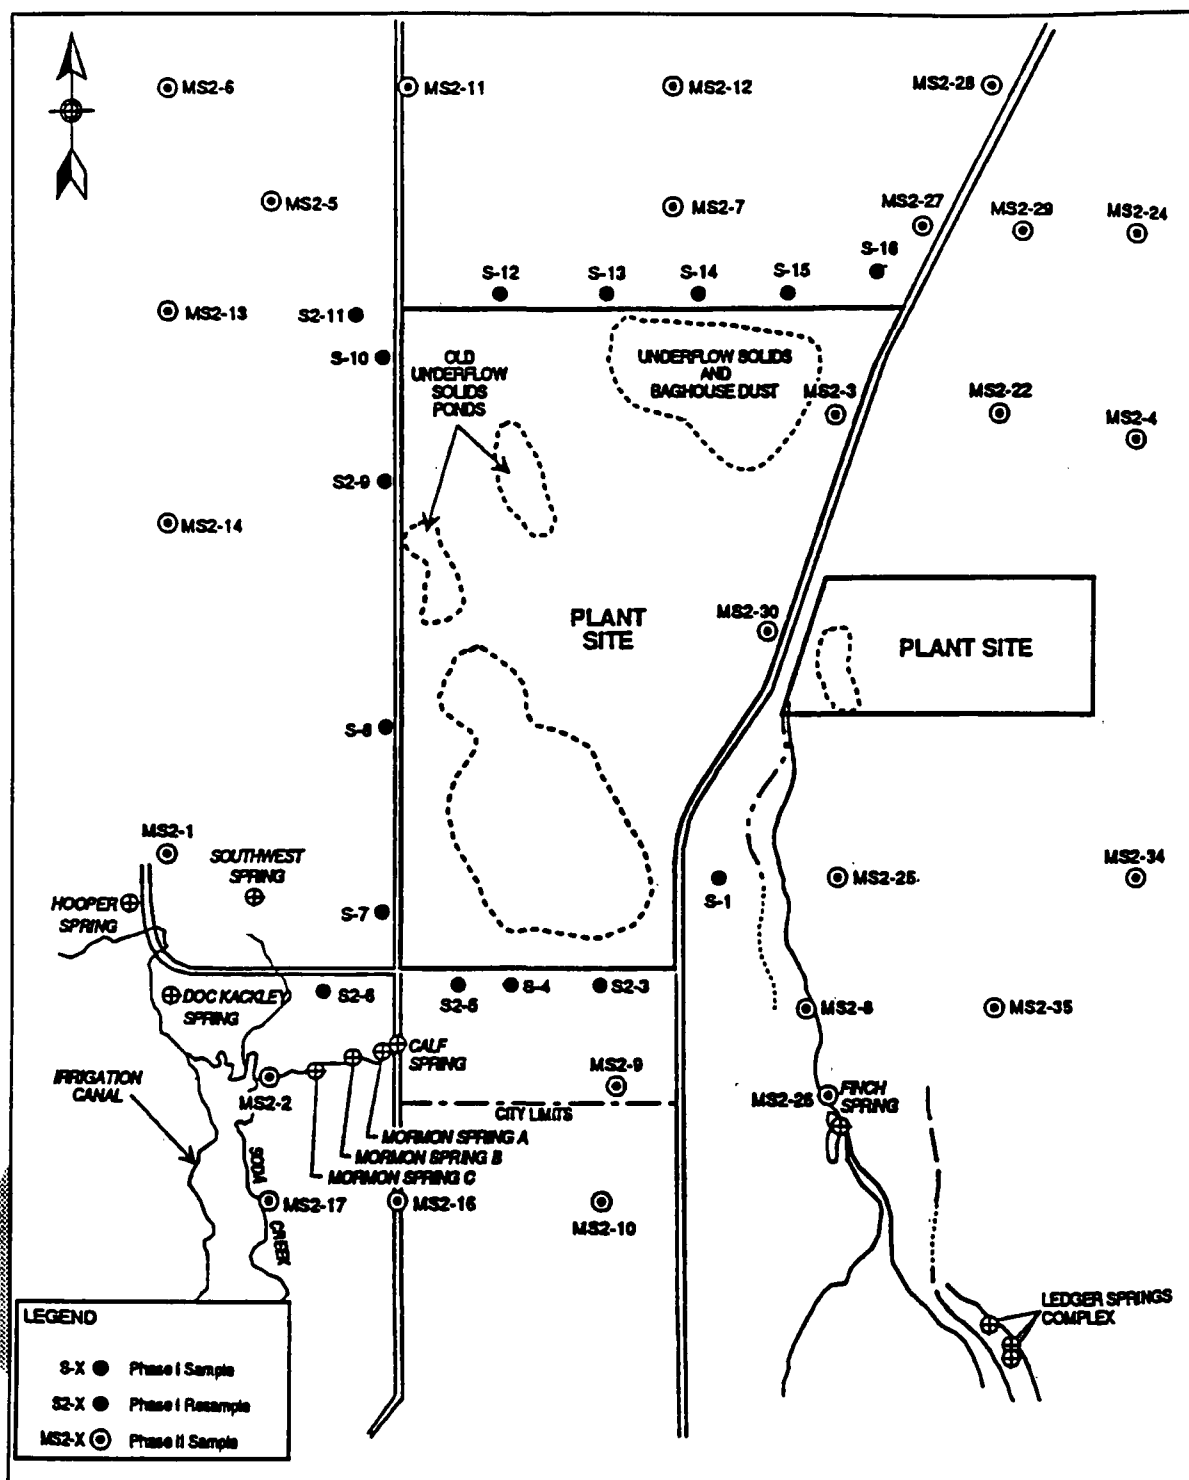 MS2-6
MS2-11
MS2-12
MS2-28
MS2-5
MS2-7
MS2-27
MS2-29
MS2-24
S-16
S-12
S-13
S-14
S-15
MS2-13
S2-11
S-10
OLD
UNDERFLOW
SOLIDS
PONDS
UNDERFLOW SOLIDS
AND
BAGHOUSE DUST
MS2-3
MS2-22
MS2-4
S2-9
MS2-14
PLANT
SITE
MS2-30
PLANT SITE
S-8
MS2-1
SOUTHWEST
SPRING
HOOPER
SPRING
S-7
S-1
MS2-25
MS2-34
DOC KACKLEY
SPRING
S2-6
S2-5
S-4
S2-3
MS2-8
MS2-35
CALF
SPRING
MS2-9
IRRIGATION
CANAL
MS2-2
CITY LIMITS
MS2-26
FINCH
SPRING
MORMON SPRING A
MORMON SPRING B
MORMON SPRING C
SODA
CREEK
MS2-17
MS2-16
MS2-10
LEDGER SPRINGS
COMPLEX
LEGEND
S-X Phase I Sample
S2-X Phase I Resample
MS2-X Phase II Sample